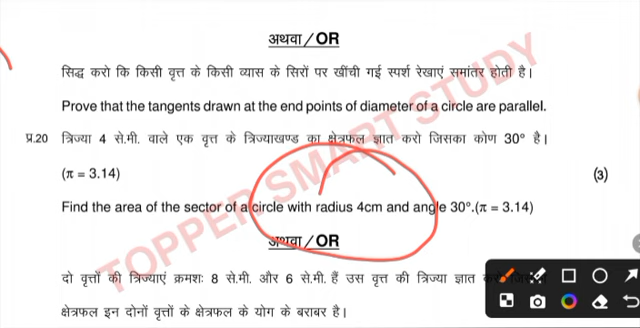 अथवा / OR
सिद्ध करो कि किसी वृत्त के किसी व्यास के सिरों पर खींची गई स्पर्श रेखाएं समांतर होती है।
Prove that the tangents drawn at the end points of diameter of a circle are parallel.
प्र.20 त्रिज्या 4 से.मी. वाले एक वृत्त के त्रिज्याखण्ड का क्षेत्रफल ज्ञात करो जिसका कोण 30° है।
(π = 3.14) (3)
Find the area of the sector of a circle with radius 4cm and angle 30°.(π = 3.14)
अथवा / OR
दो वृत्तों की त्रिज्याएं क्रमशः 8 से.मी. और 6 से.मी. हैं उस वृत्त की त्रिज्या ज्ञात
क्षेत्रफल इन दोनों वृत्तों के क्षेत्रफल के योग के बराबर है।
TOPPER SMART STUDY